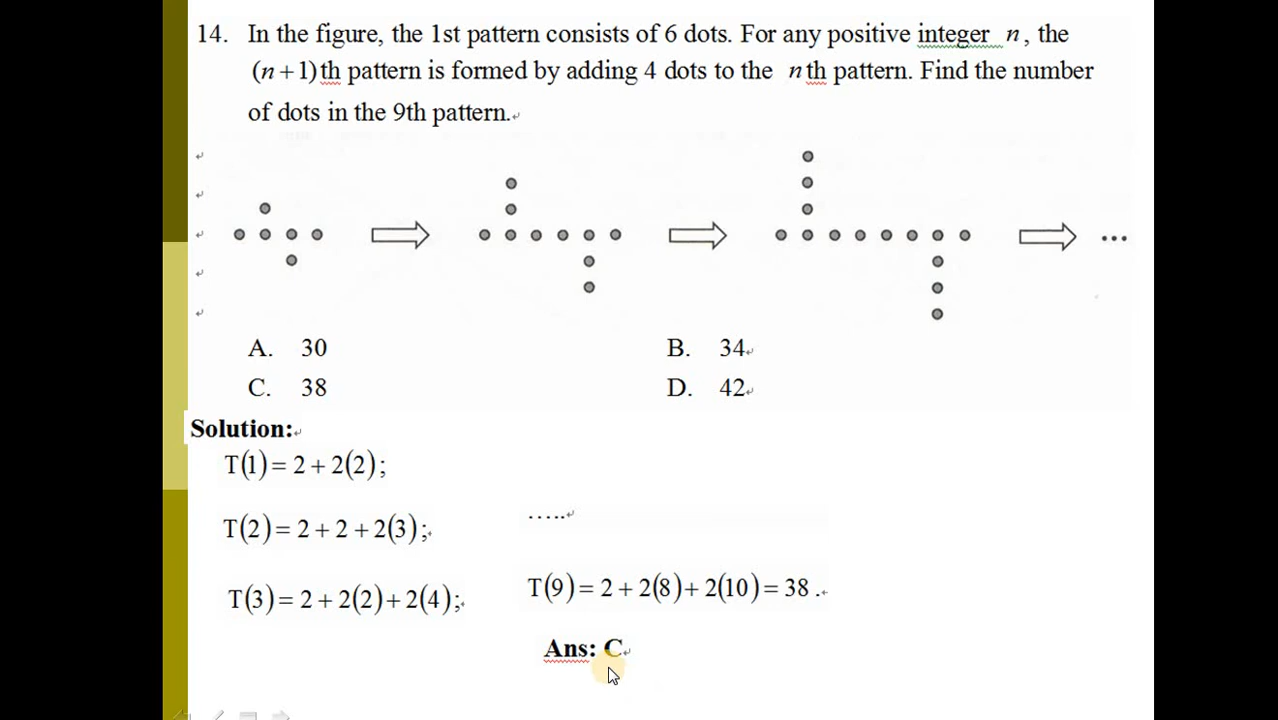 14. In the figure, the 1st pattern consists of 6 dots. For any positive integer n, the
(n+1)th pattern is formed by adding 4 dots to the nth pattern. Find the number
of dots in the 9th pattern.
...
A. 30 B. 34
C. 38 D. 42
Solution:
T(1)= 2 + 2(2);
.....
T(2)= 2 + 2 + 2(3);
T(9)= 2 + 2(8)+ 2(10)= 38 .
T(3)= 2 + 2(2)+ 2(4);
Ans: C